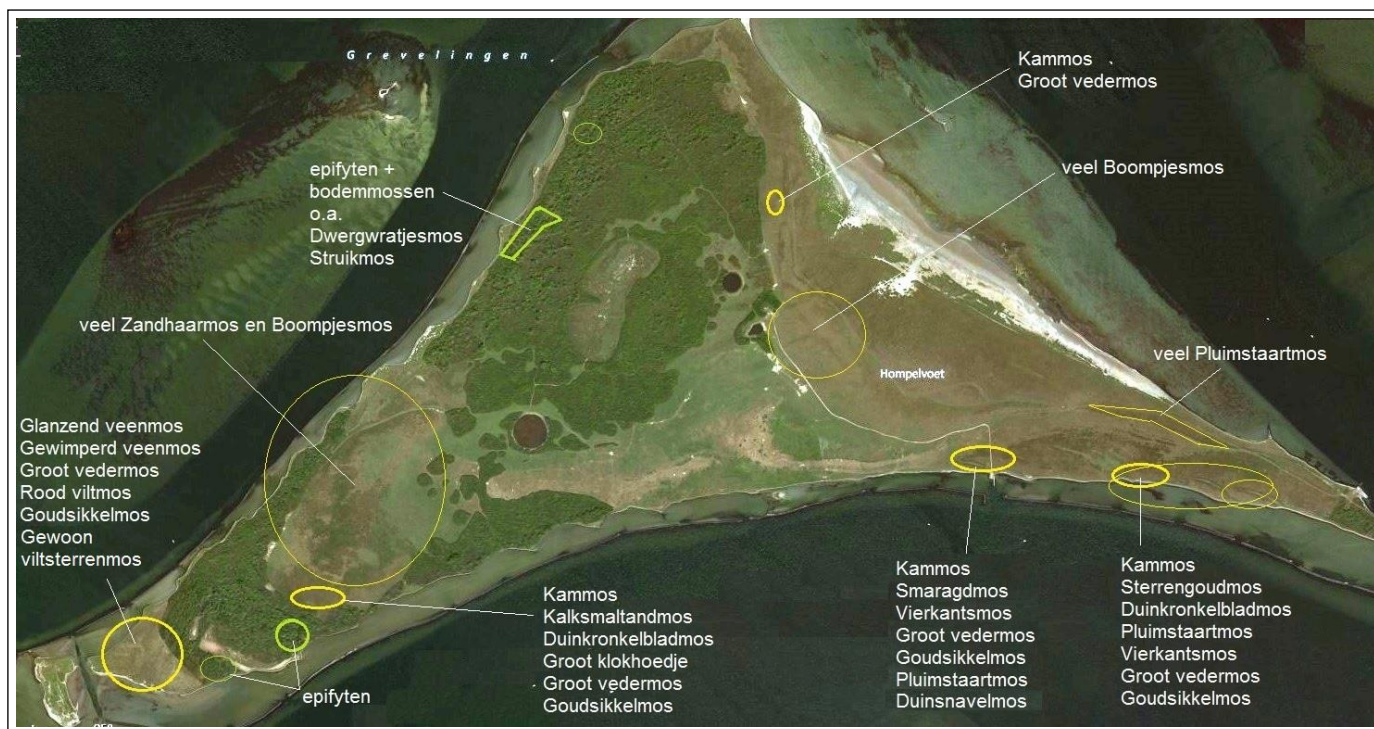 Grevelingen
Kammos
Groot vedermos
veel Boompjesmos
epifyten +
bodemmossen
o.a.
Dwergwratjesmos
Struikmos
veel Zandhaarmos en Boompjesmos
veel Pluimstaartmos
Hompelvoet
Glanzend veenmos
Gewimperd veenmos
Groot vedermos
Rood viltmos
Goudsikkelmos
Gewoon
viltsterrenmos
epifyten
Kammos
Kalksmaltandmos
Duinkronkelbladmos
Groot klokhoedje
Groot vedermos
Goudsikkelmos
Kammos
Smaragdmos
Vierkantsmos
Groot vedermos
Goudsikkelmos
Pluimstaartmos
Duinsnavelmos
Kammos
Sterrengoudmos
Duinkronkelbladmos
Pluimstaartmos
Vierkantsmos
Groot vedermos
Goudsikkelmos